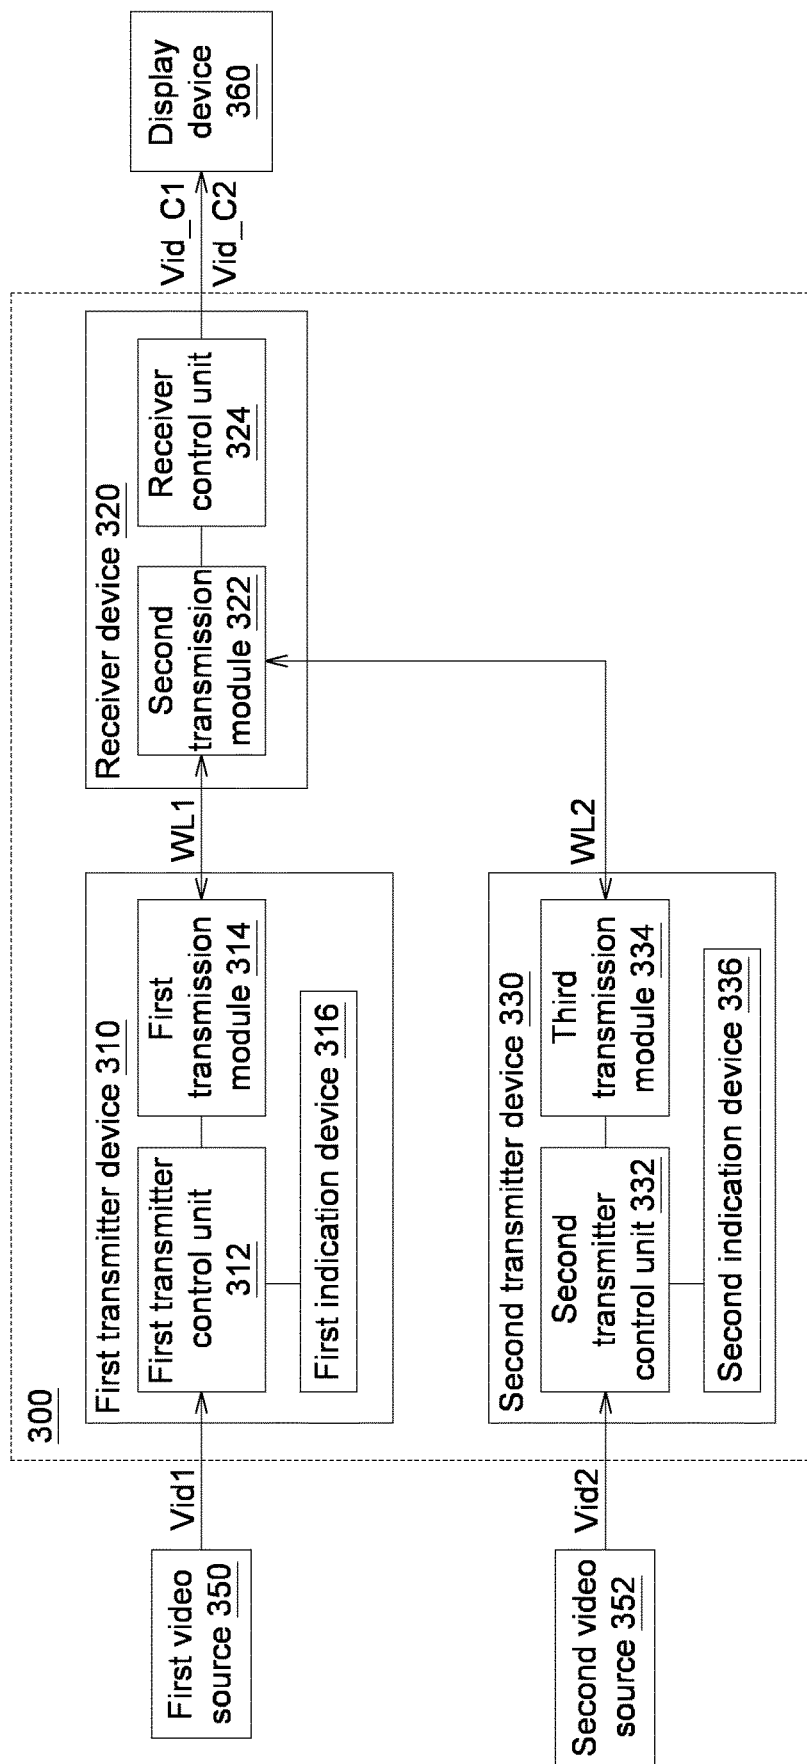 300
First video
source 350
Vid1
First transmitter device 310
First transmitter
control unit
312
First
transmission
module 314
First indication device 316
WL1
Receiver device 320
Second
transmission
module 322
Receiver
control unit
324
Vid_C1
Vid_C2
Display
device
360
Second video
source 352
Vid2
Second transmitter device 330
Second
transmitter
control unit 332
Third
transmission
module 334
Second indication device 336
WL2